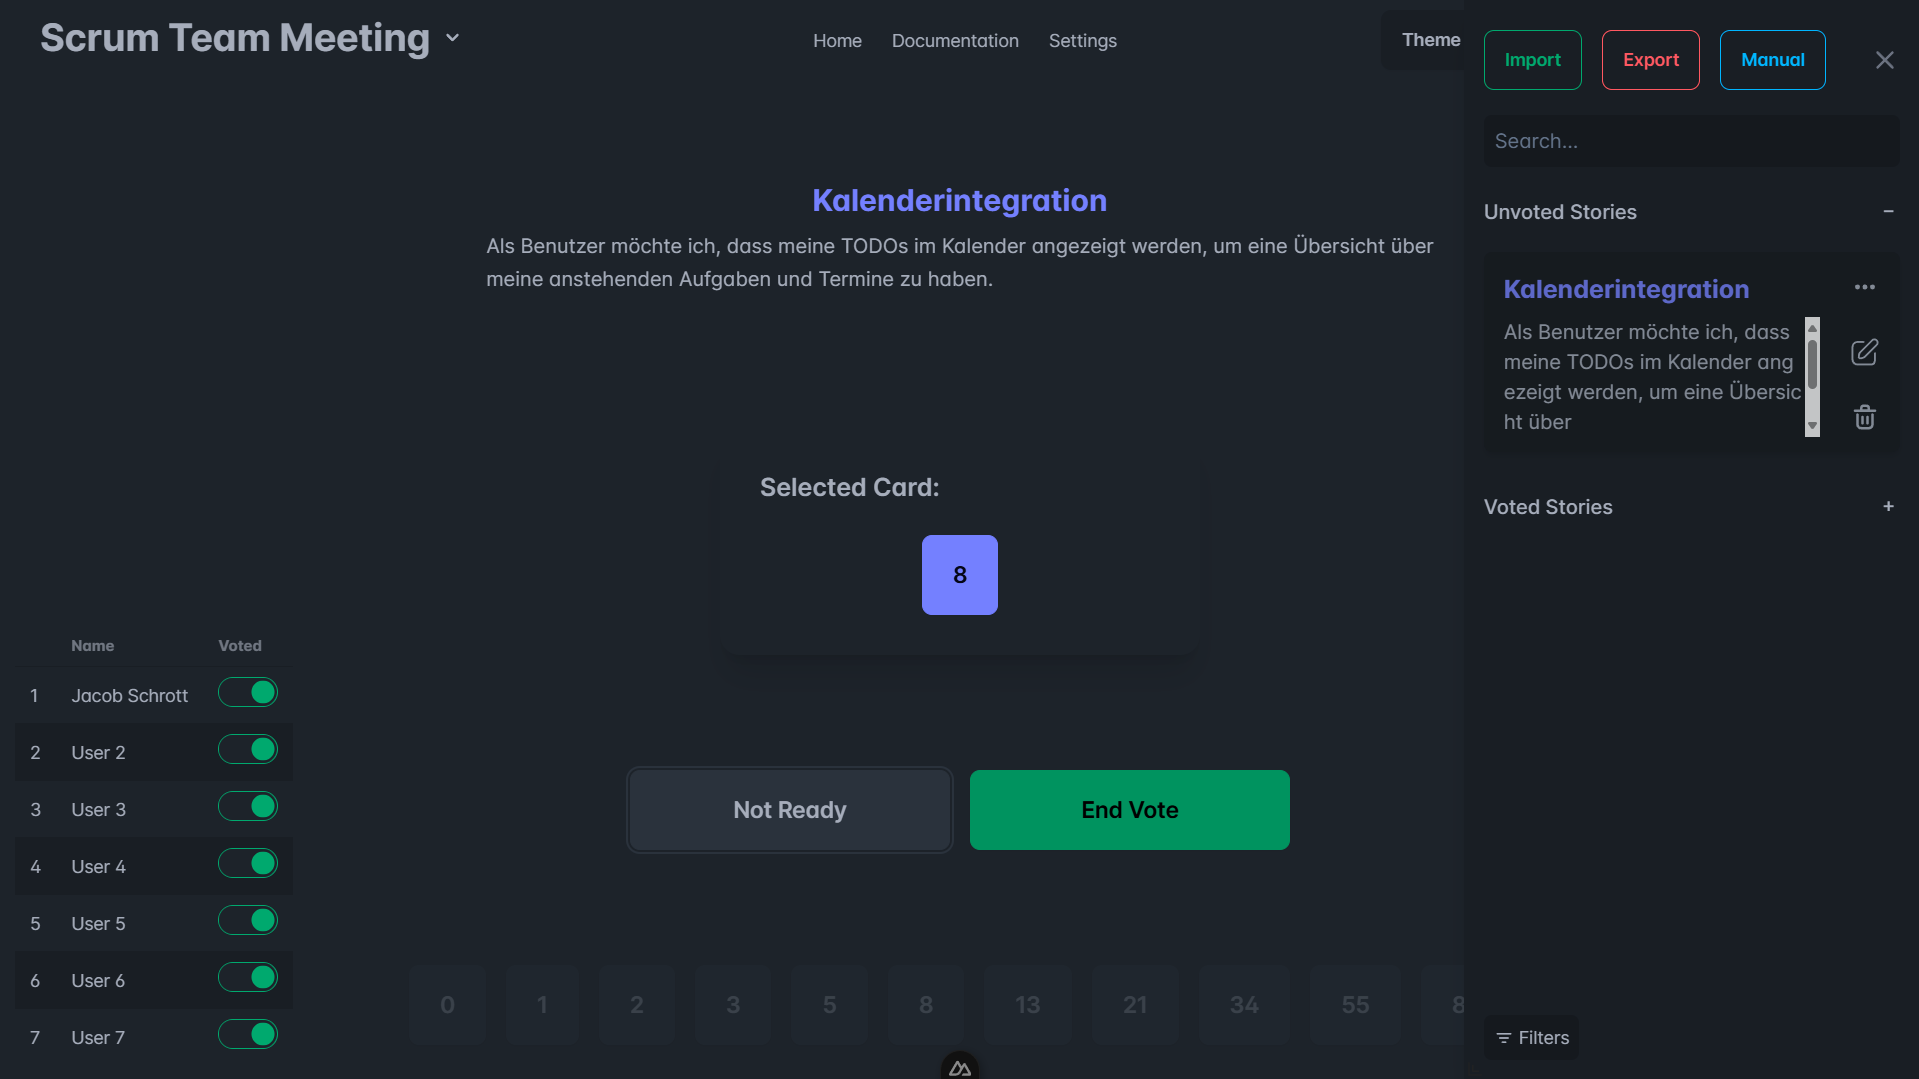 Scrum Team Meeting
Home Documentation Settings
Theme
Import Export Manual
Search...
Unvoted Stories −
Kalenderintegration
Als Benutzer möchte ich, dass
meine TODOs im Kalender ang
ezeigt werden, um eine Übersic
ht über
Voted Stories +
Filters
Kalenderintegration
Als Benutzer möchte ich, dass meine TODOs im Kalender angezeigt werden, um eine Übersicht über
meine anstehenden Aufgaben und Termine zu haben.
Selected Card:
8
Not Ready End Vote
Name Voted
1 Jacob Schrott
2 User 2
3 User 3
4 User 4
5 User 5
6 User 6
7 User 7
0 1 2 3 5 8 13 21 34 55 8